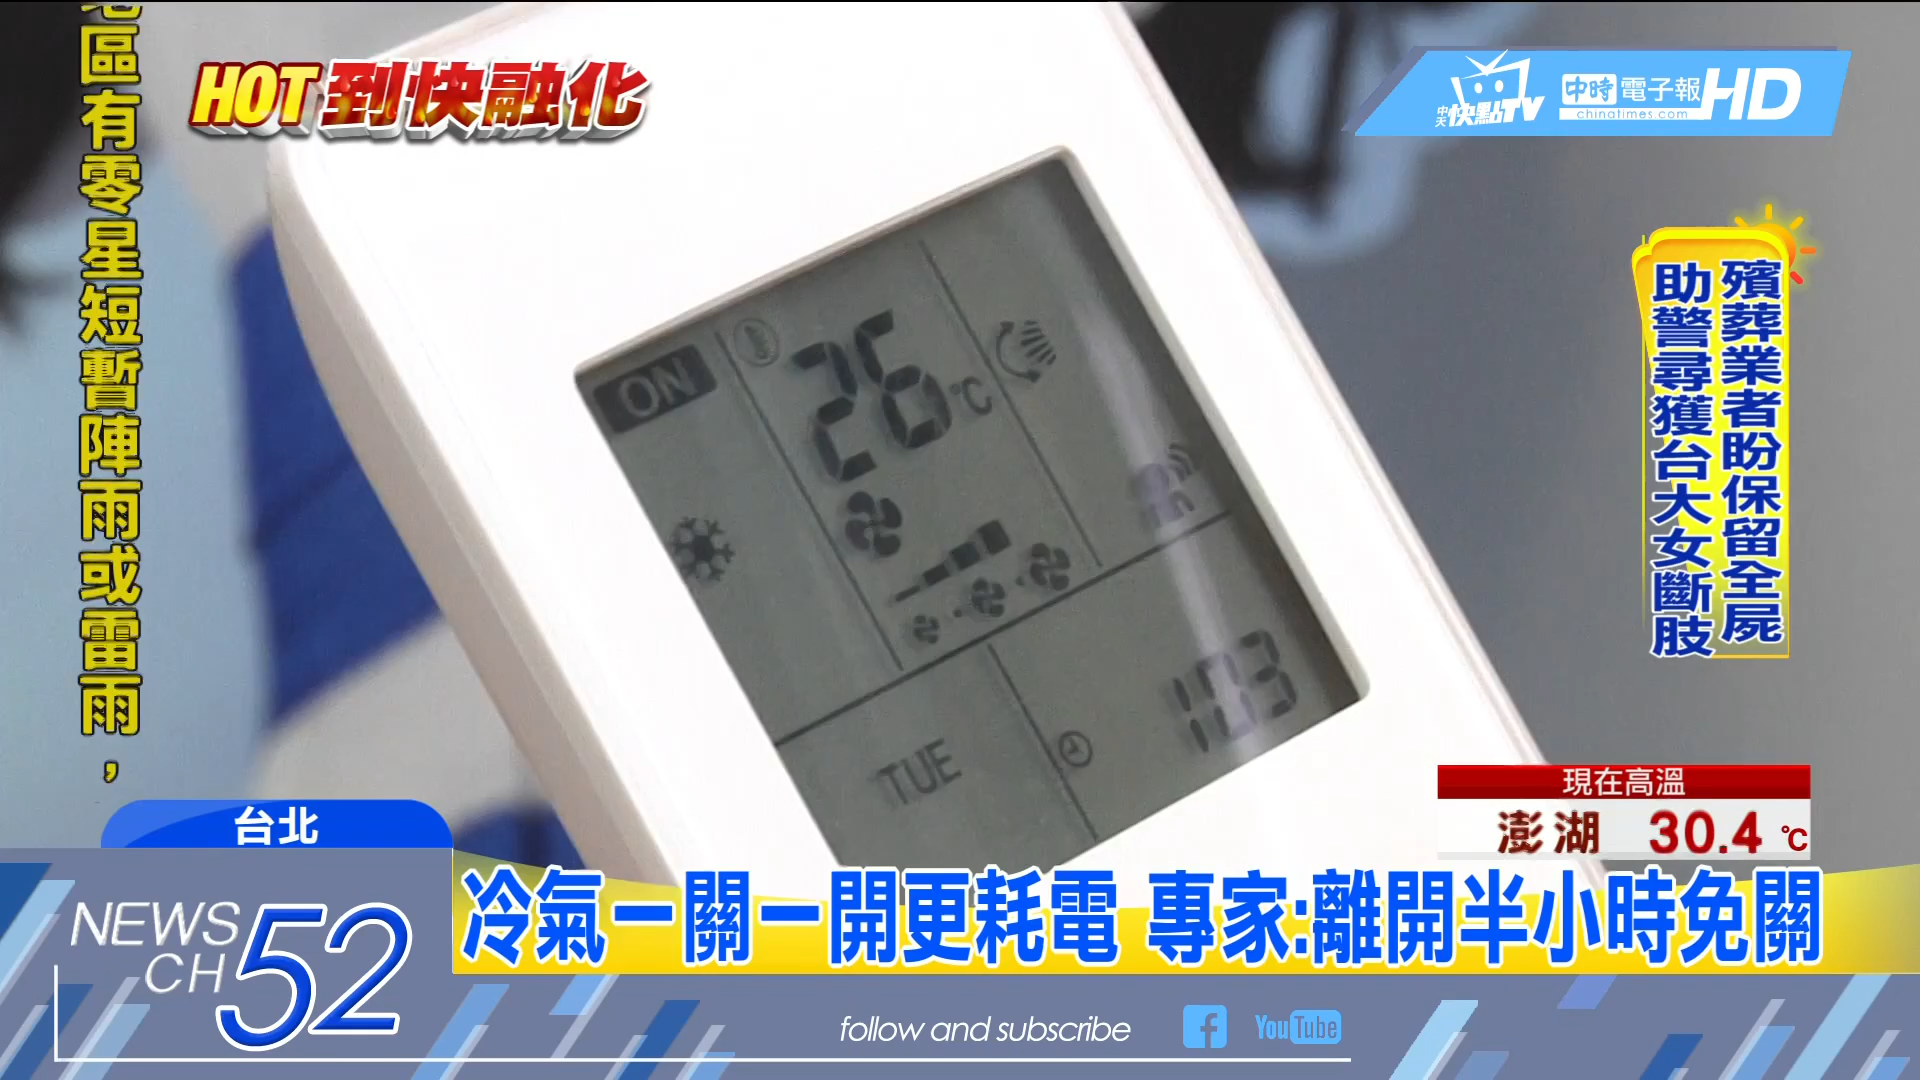 區有零星短暫陣雨或雷雨，
HOT到快融化
中天快點TV
中時電子報HD
chinatimes.com
殯葬業者盼保留全屍
助警尋獲台大女斷肢
ON
26℃
TUE
103
現在高溫
澎湖 30.4 ℃
台北
冷氣一關一開更耗電 專家:離開半小時免關
NEWS
CH
52
follow and subscribe
f
YouTube